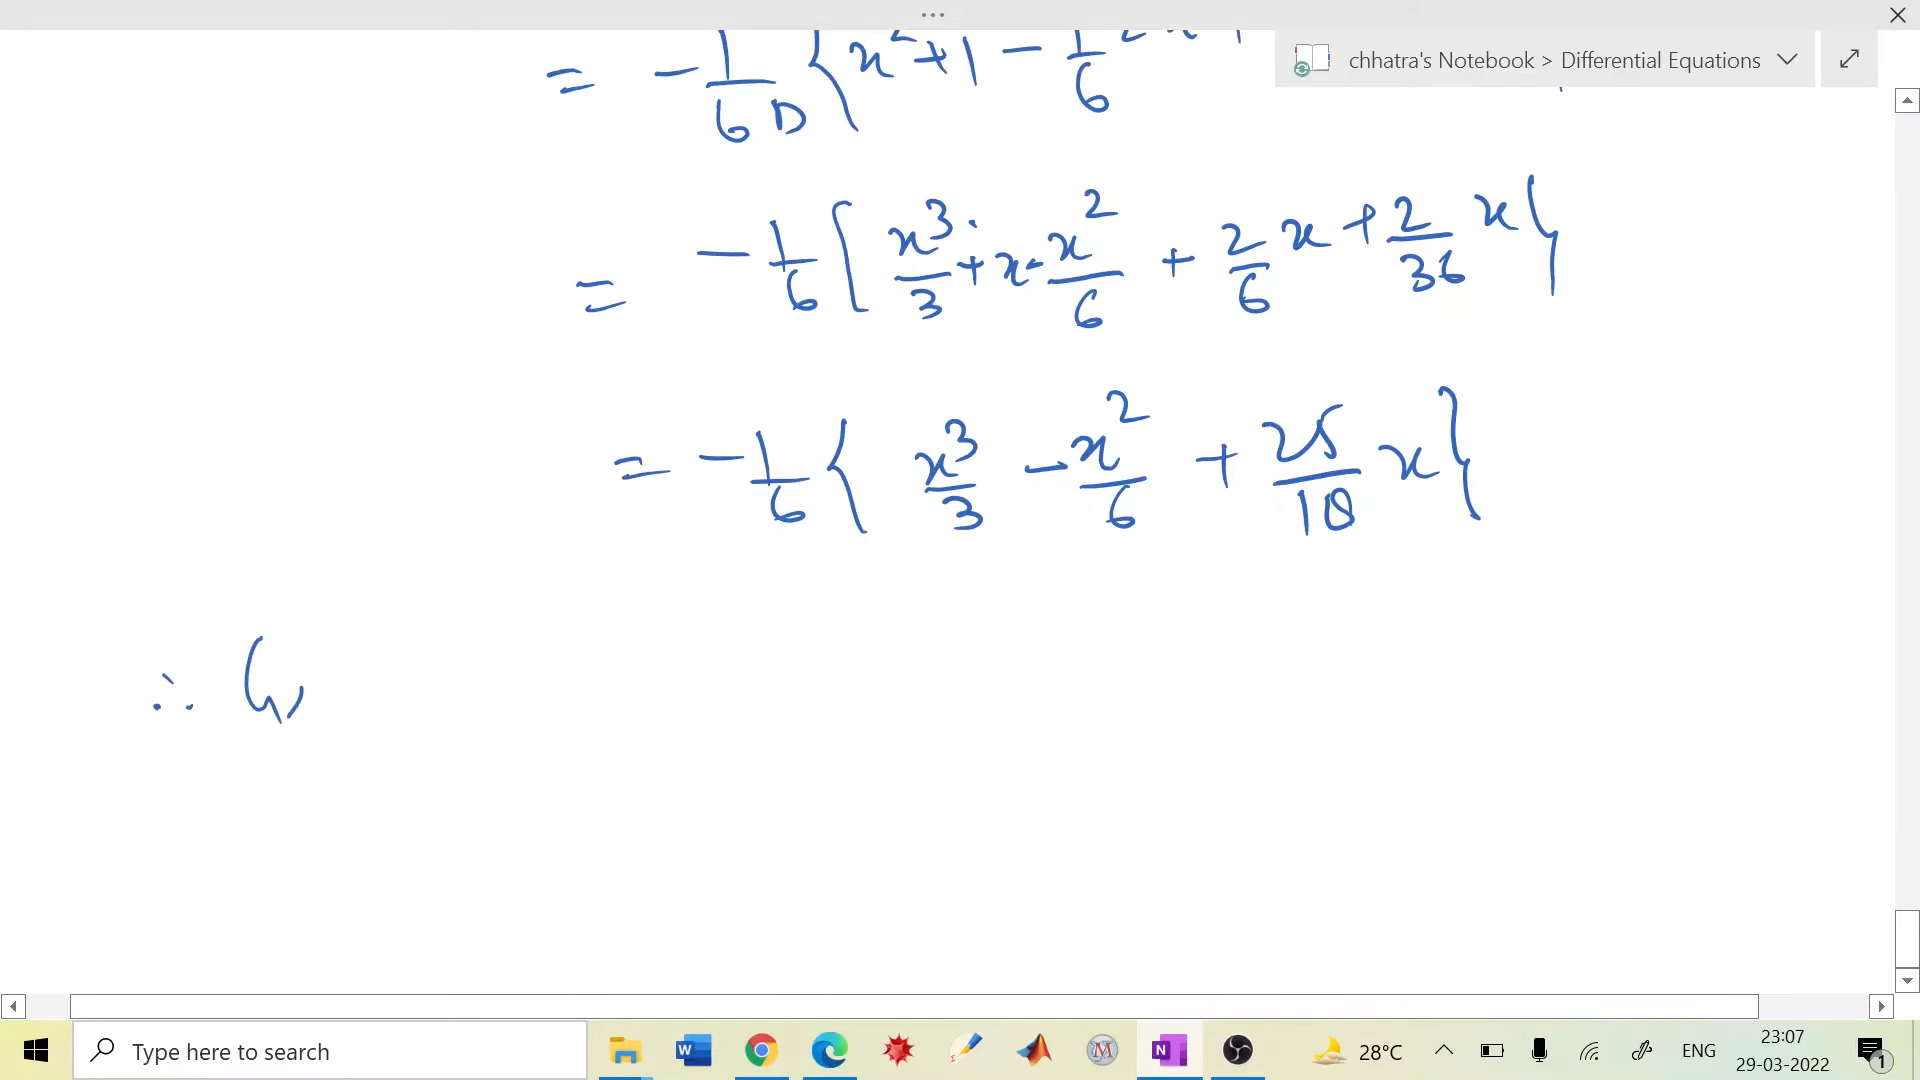 chhatra's Notebook > Differential Equations
= -1/6D {x²+1 - 1/6
= -1/6 { x³/3 + x - x²/6 + 2/6 x + 2/36 x }
= -1/6 { x³/3 - x²/6 + 25/18 x }
∴
Type here to search
28°C
ENG
23:07
29-03-2022
1